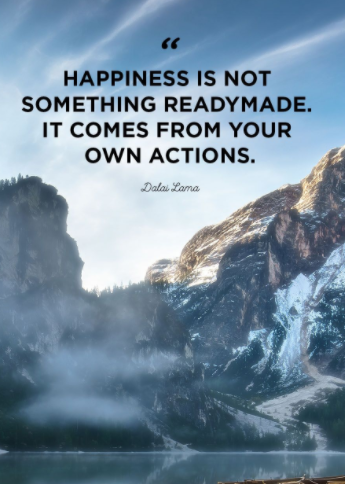 “
HAPPINESS IS NOT
SOMETHING READYMADE.
IT COMES FROM YOUR
OWN ACTIONS.
Dalai Lama